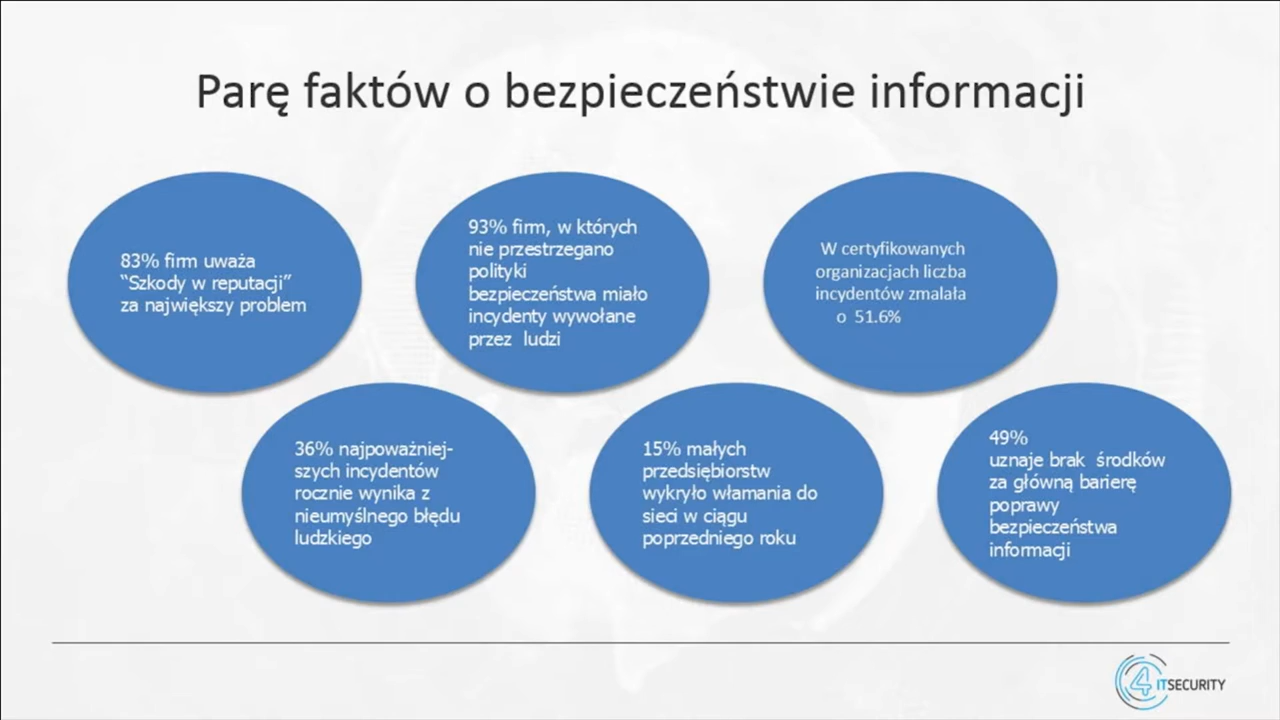 Parę faktów o bezpieczeństwie informacji
83% firm uważa
“Szkody w reputacji”
za największy problem
93% firm, w których
nie przestrzegano
polityki
bezpieczeństwa miało
incydenty wywołane
przez ludzi
W certyfikowanych
organizacjach liczba
incydentów zmalała
o 51.6%
36% najpoważniej-
szych incydentów
rocznie wynika z
nieumyślnego błędu
ludzkiego
15% małych
przedsiębiorstw
wykryło włamania do
sieci w ciągu
poprzedniego roku
49%
uznaje brak środków
za główną barierę
poprawy
bezpieczeństwa
informacji
4 ITSECURITY